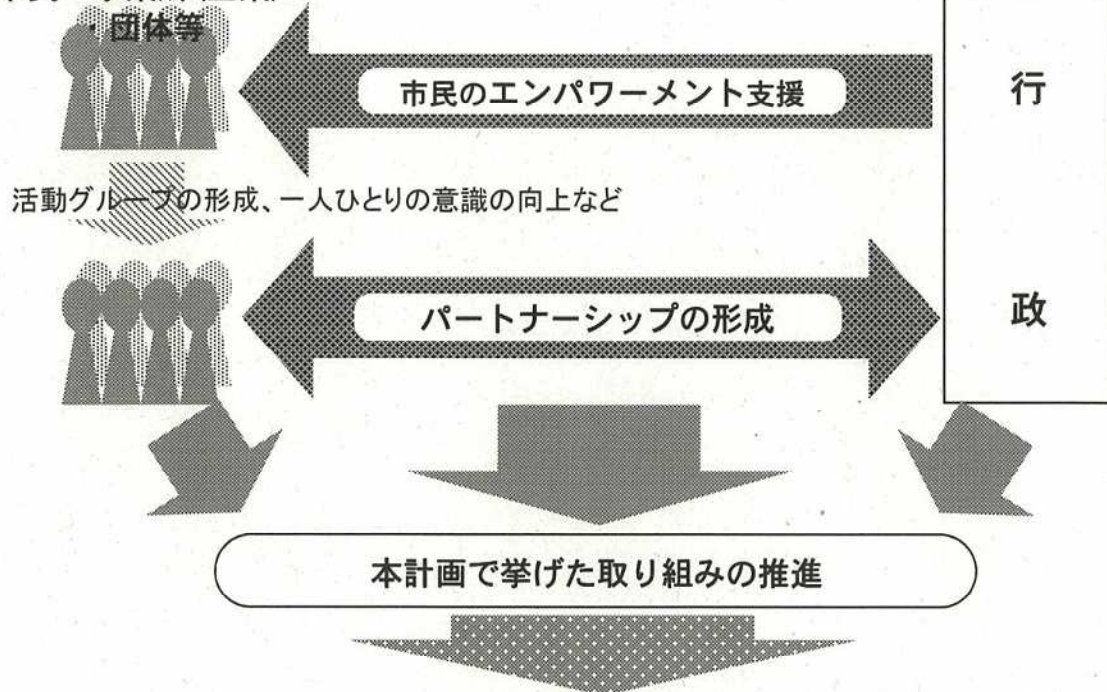 ・団体等
市民のエンパワーメント支援
行
活動グループの形成、一人ひとりの意識の向上など
パートナーシップの形成
政
本計画で挙げた取り組みの推進